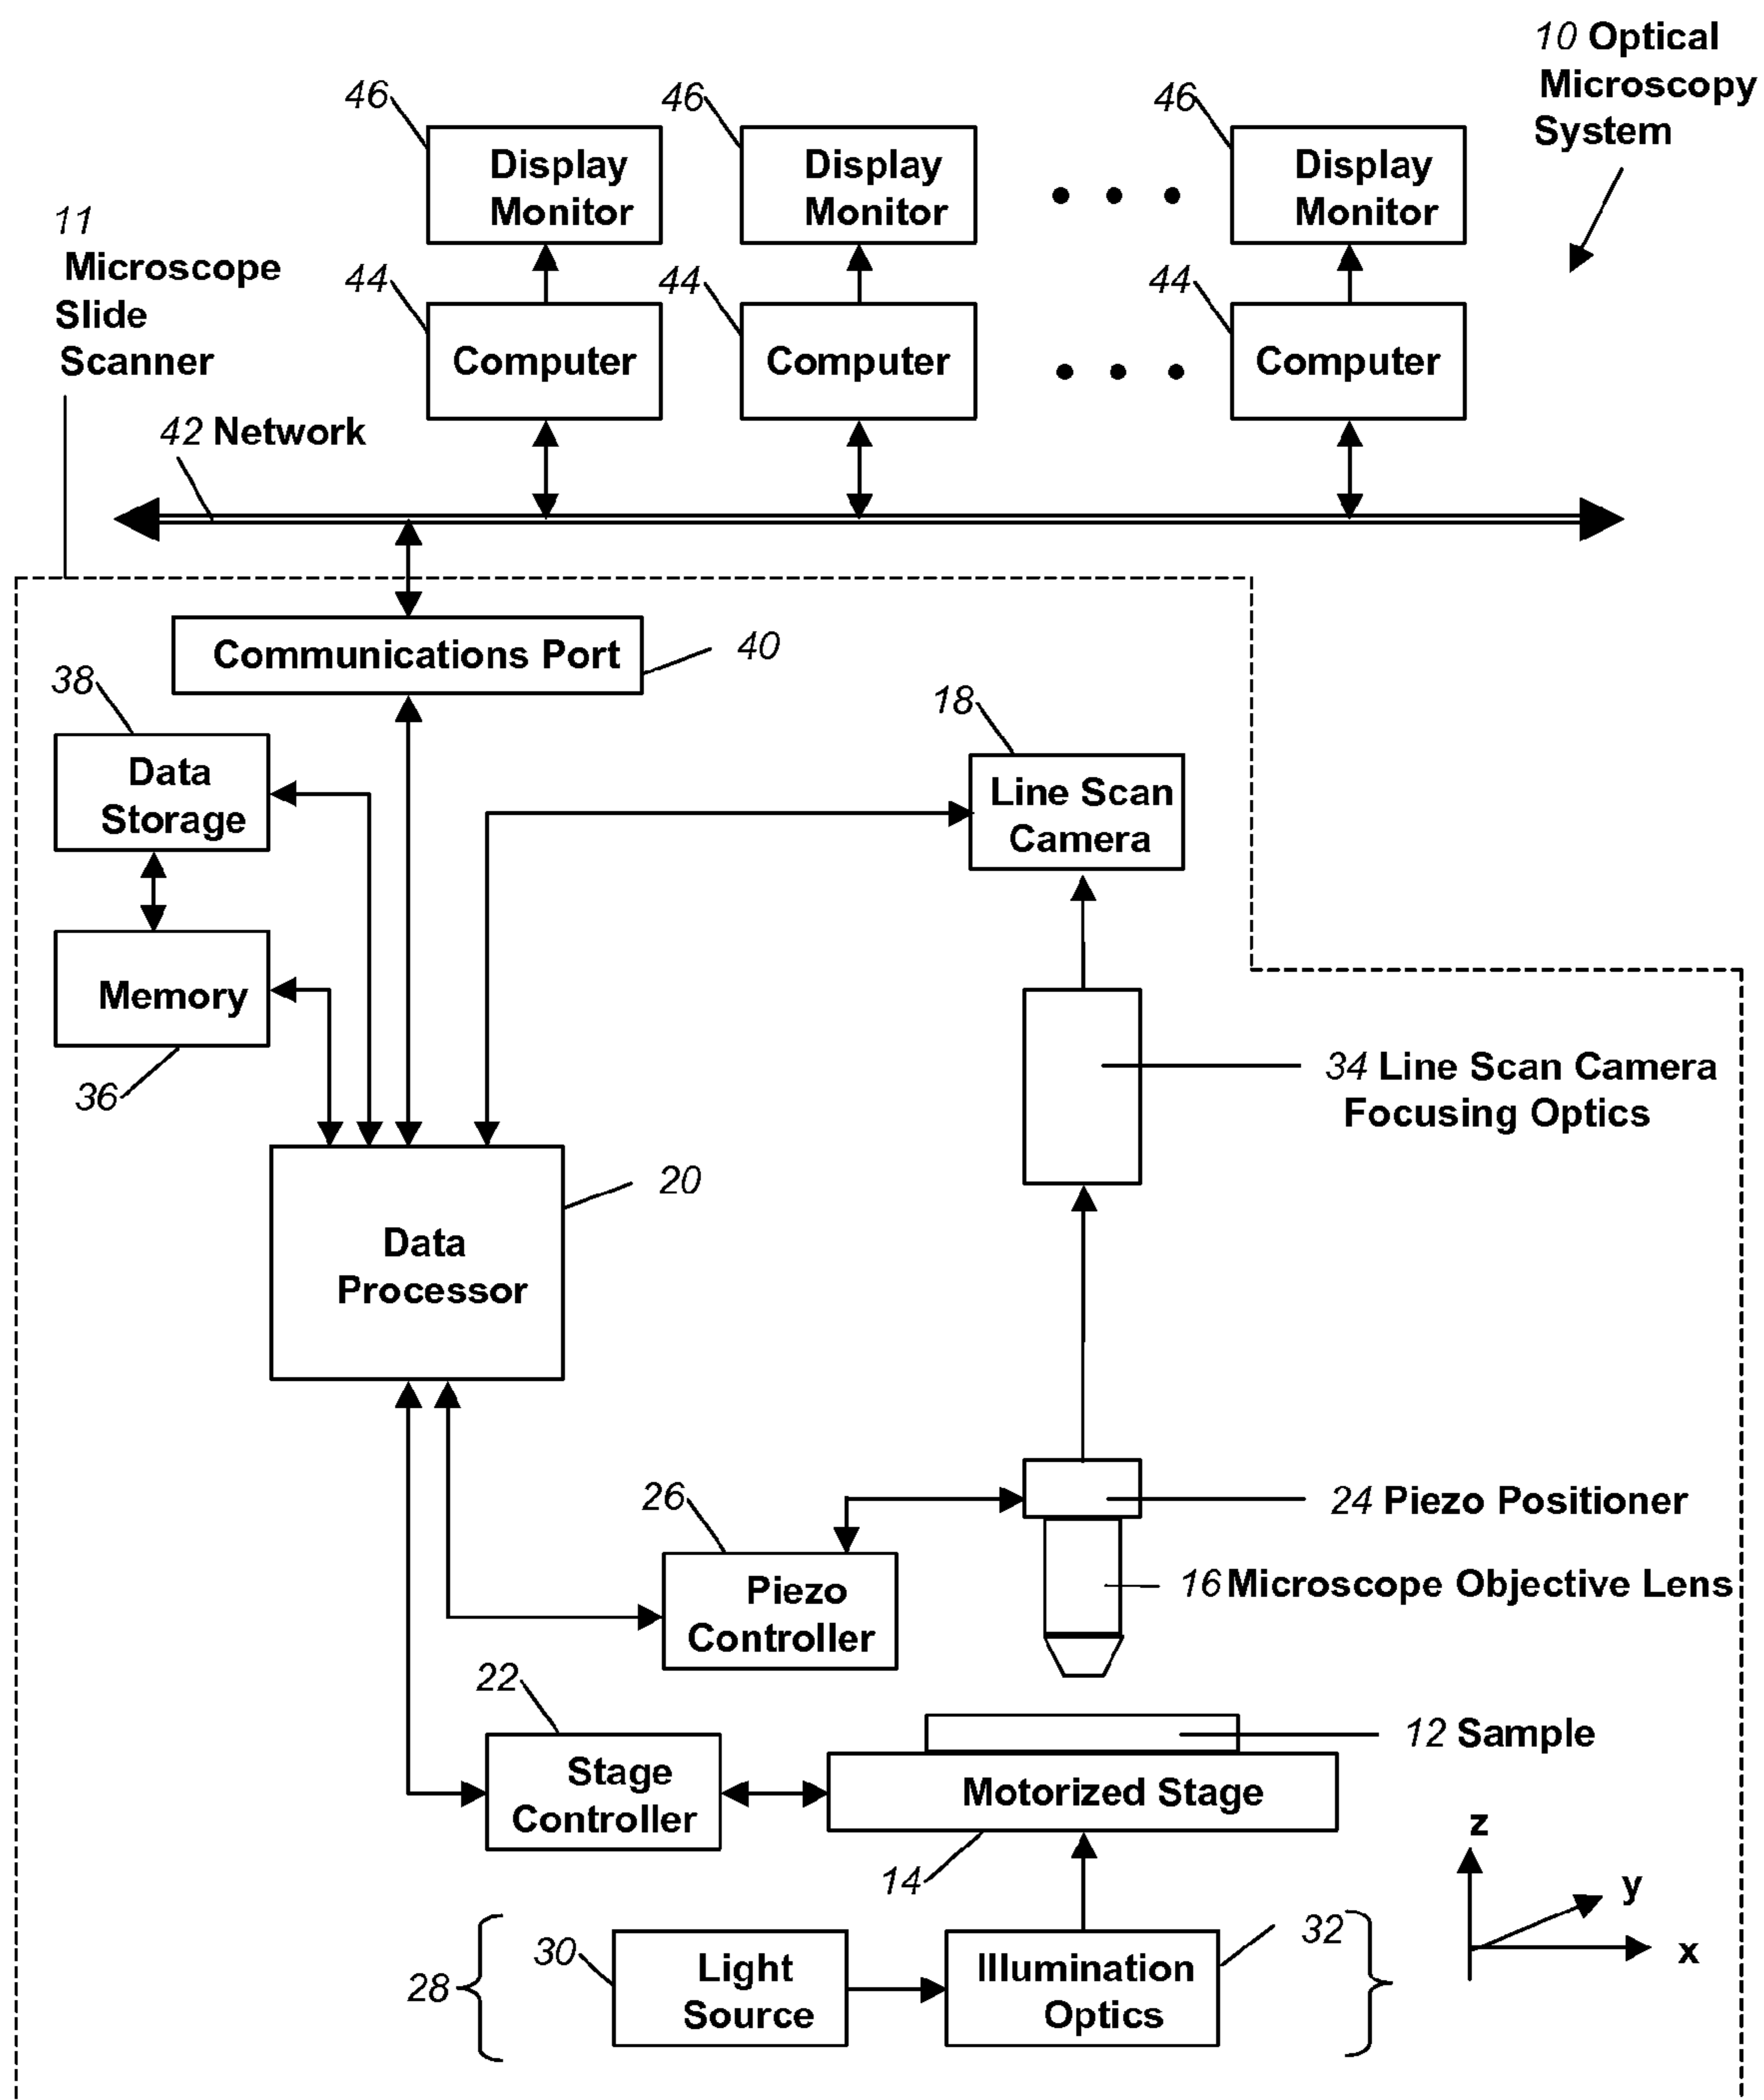 10 Optical
Microscopy
System
46
Display
Monitor
46
Display
Monitor
46
Display
Monitor
11
Microscope
Slide
Scanner
44
Computer
44
Computer
44
Computer
42 Network
Communications Port
40
38
Data
Storage
18
Line Scan
Camera
Memory
36
34 Line Scan Camera
Focusing Optics
20
Data
Processor
26
Piezo
Controller
24 Piezo Positioner
16 Microscope Objective Lens
22
Stage
Controller
12 Sample
Motorized Stage
14
z
y
x
28
30
Light
Source
Illumination
Optics
32